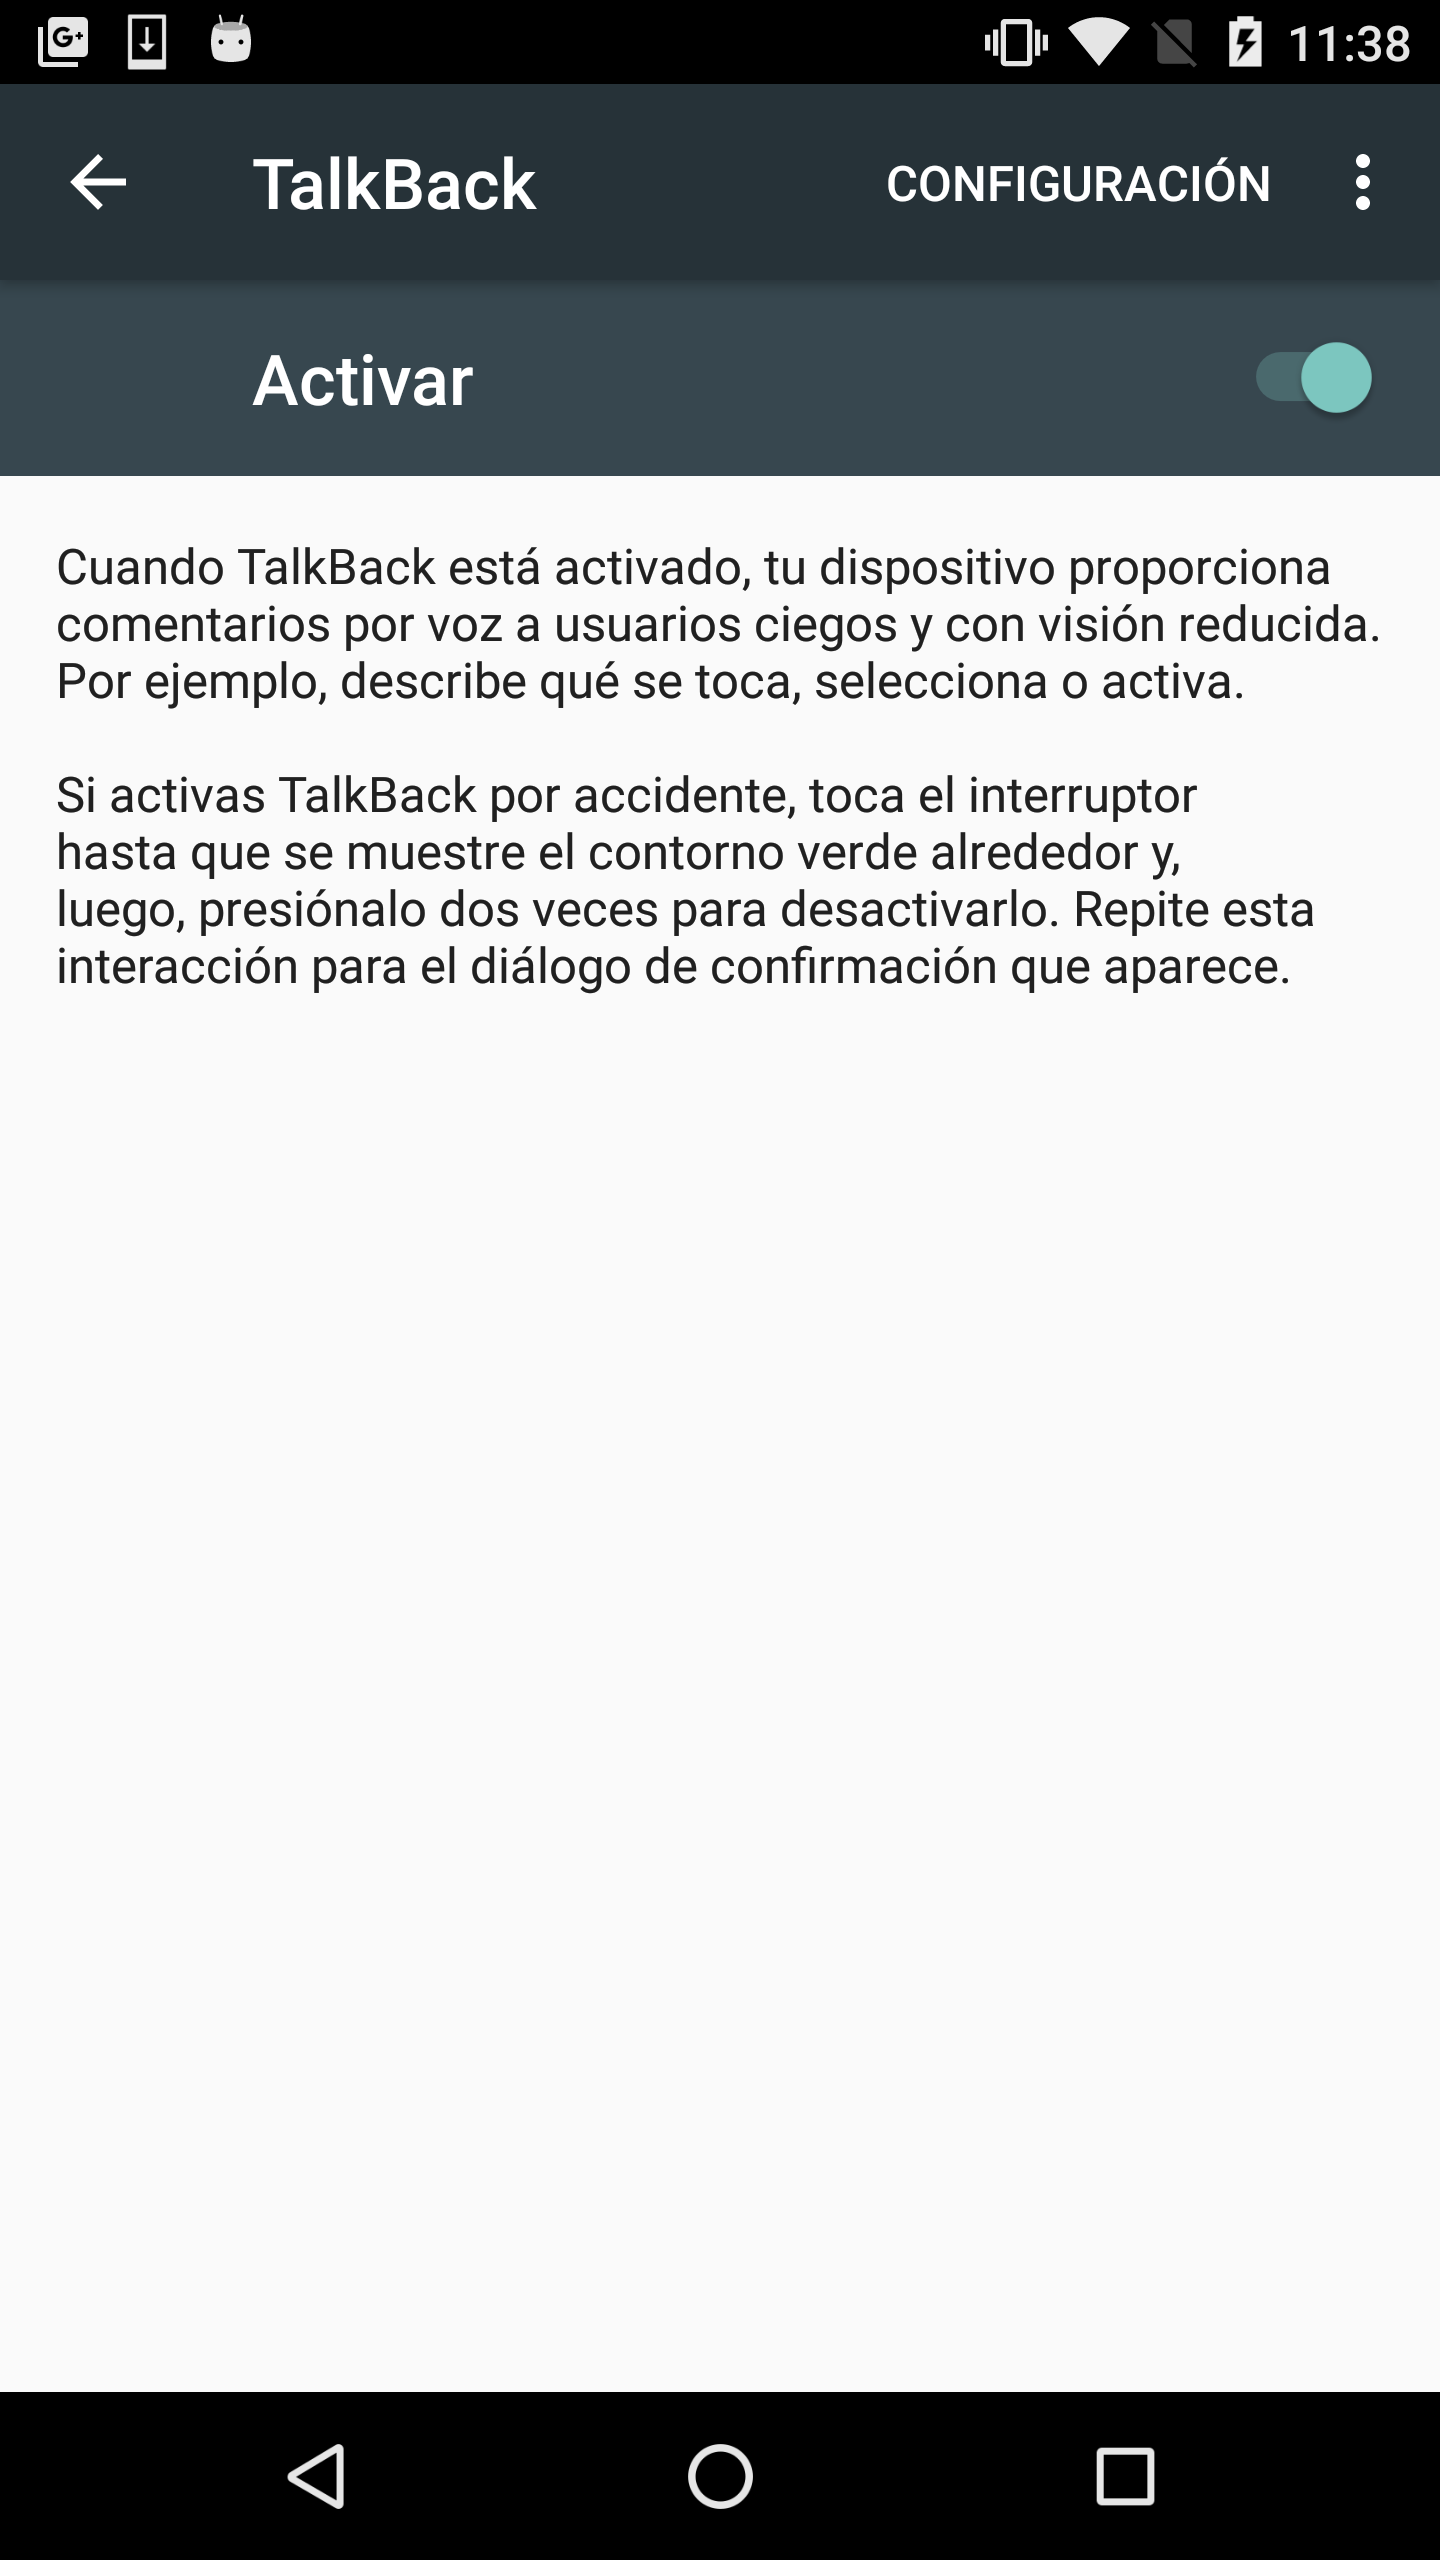 11:38
TalkBack
CONFIGURACIÓN
Activar
Cuando TalkBack está activado, tu dispositivo proporciona
comentarios por voz a usuarios ciegos y con visión reducida.
Por ejemplo, describe qué se toca, selecciona o activa.
Si activas TalkBack por accidente, toca el interruptor
hasta que se muestre el contorno verde alrededor y,
luego, presiónalo dos veces para desactivarlo. Repite esta
interacción para el diálogo de confirmación que aparece.